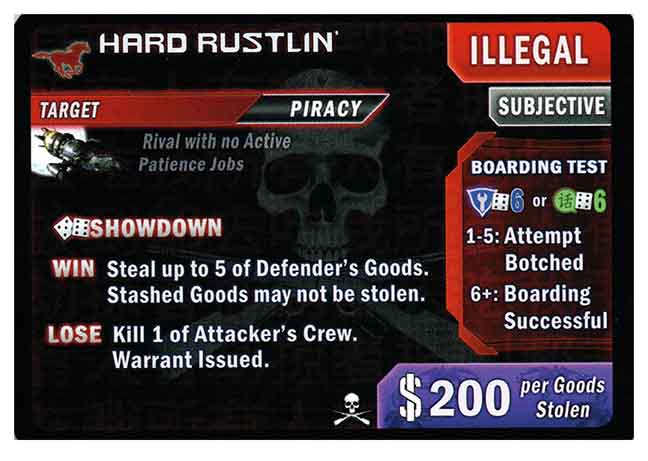 HARD RUSTLIN'
ILLEGAL
TARGET
PIRACY
SUBJECTIVE
Rival with no Active
Patience Jobs
BOARDING TEST
6 or 话 6
1-5: Attempt
Botched
6+: Boarding
Successful
SHOWDOWN
WIN Steal up to 5 of Defender's Goods.
Stashed Goods may not be stolen.
LOSE Kill 1 of Attacker's Crew.
Warrant Issued.
$200 per Goods
Stolen